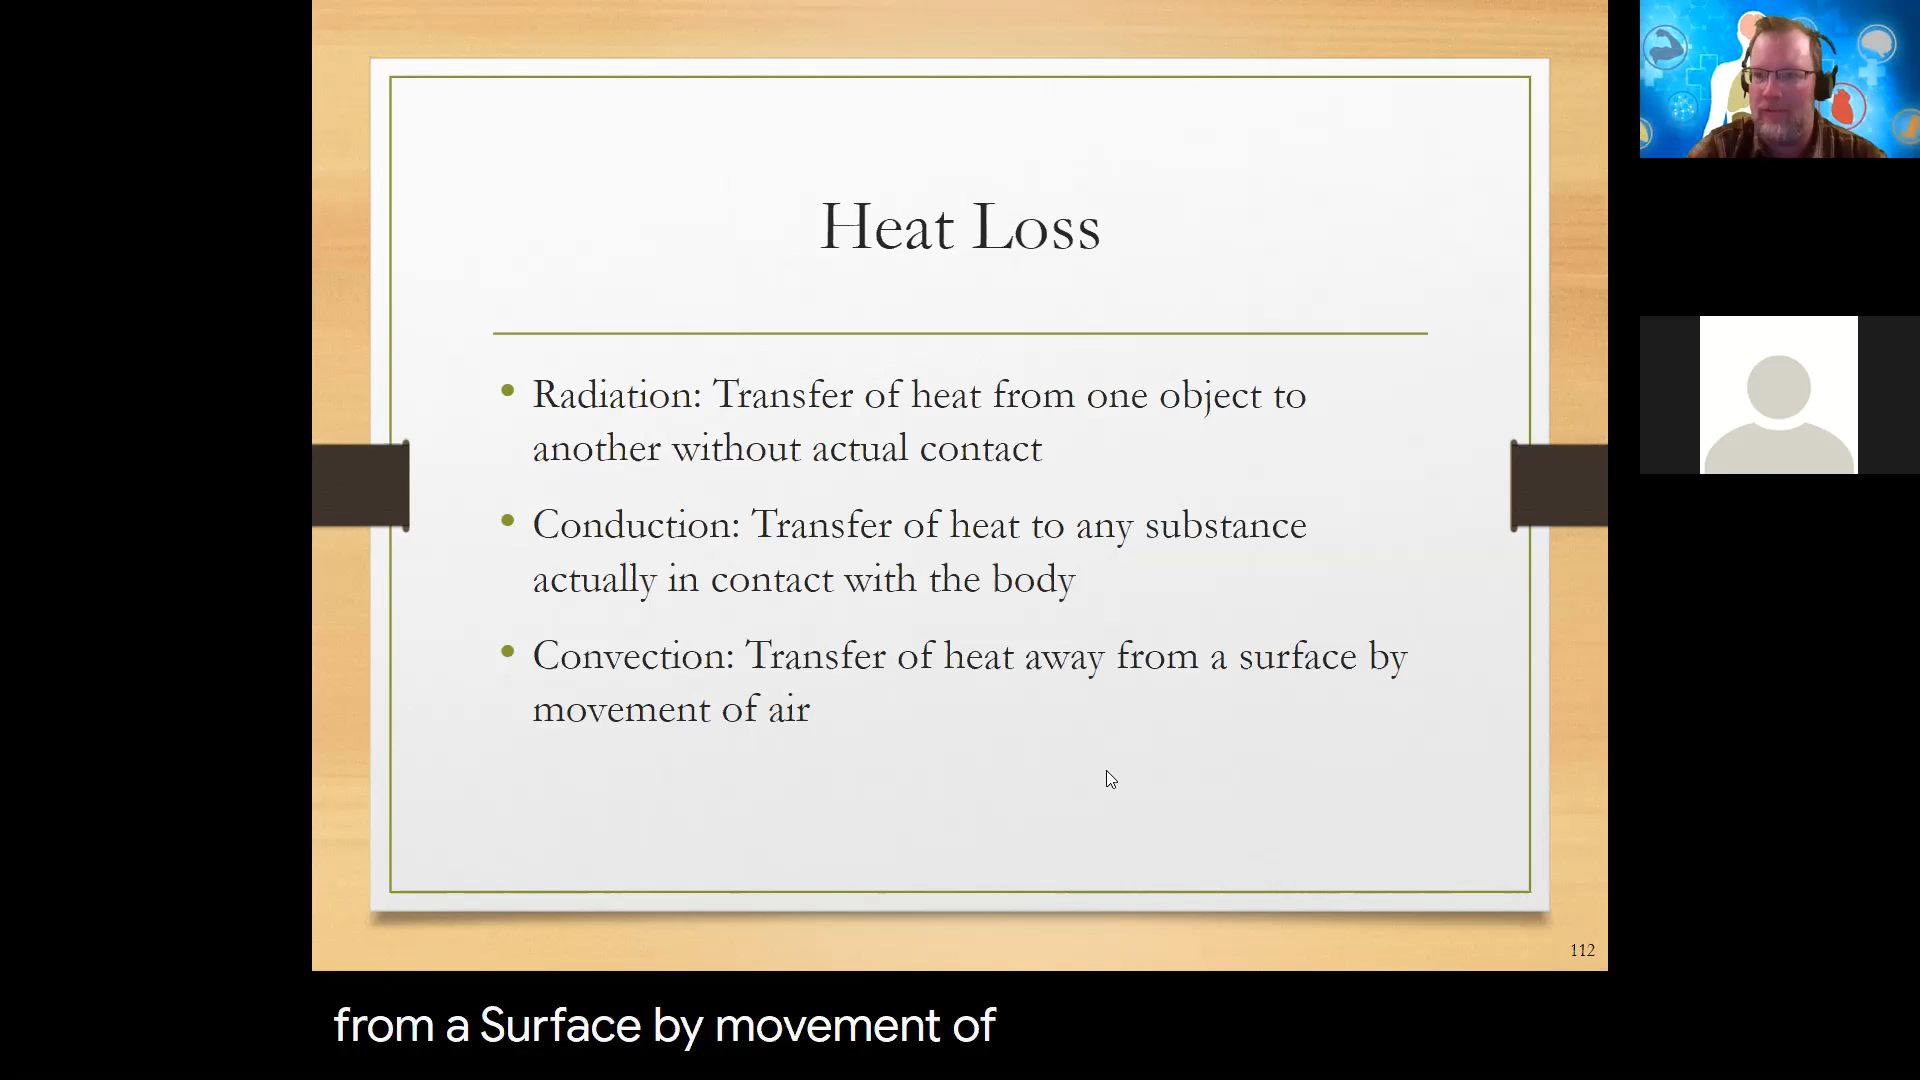 Heat Loss
• Radiation: Transfer of heat from one object to
another without actual contact
• Conduction: Transfer of heat to any substance
actually in contact with the body
• Convection: Transfer of heat away from a surface by
movement of air
112
from a Surface by movement of